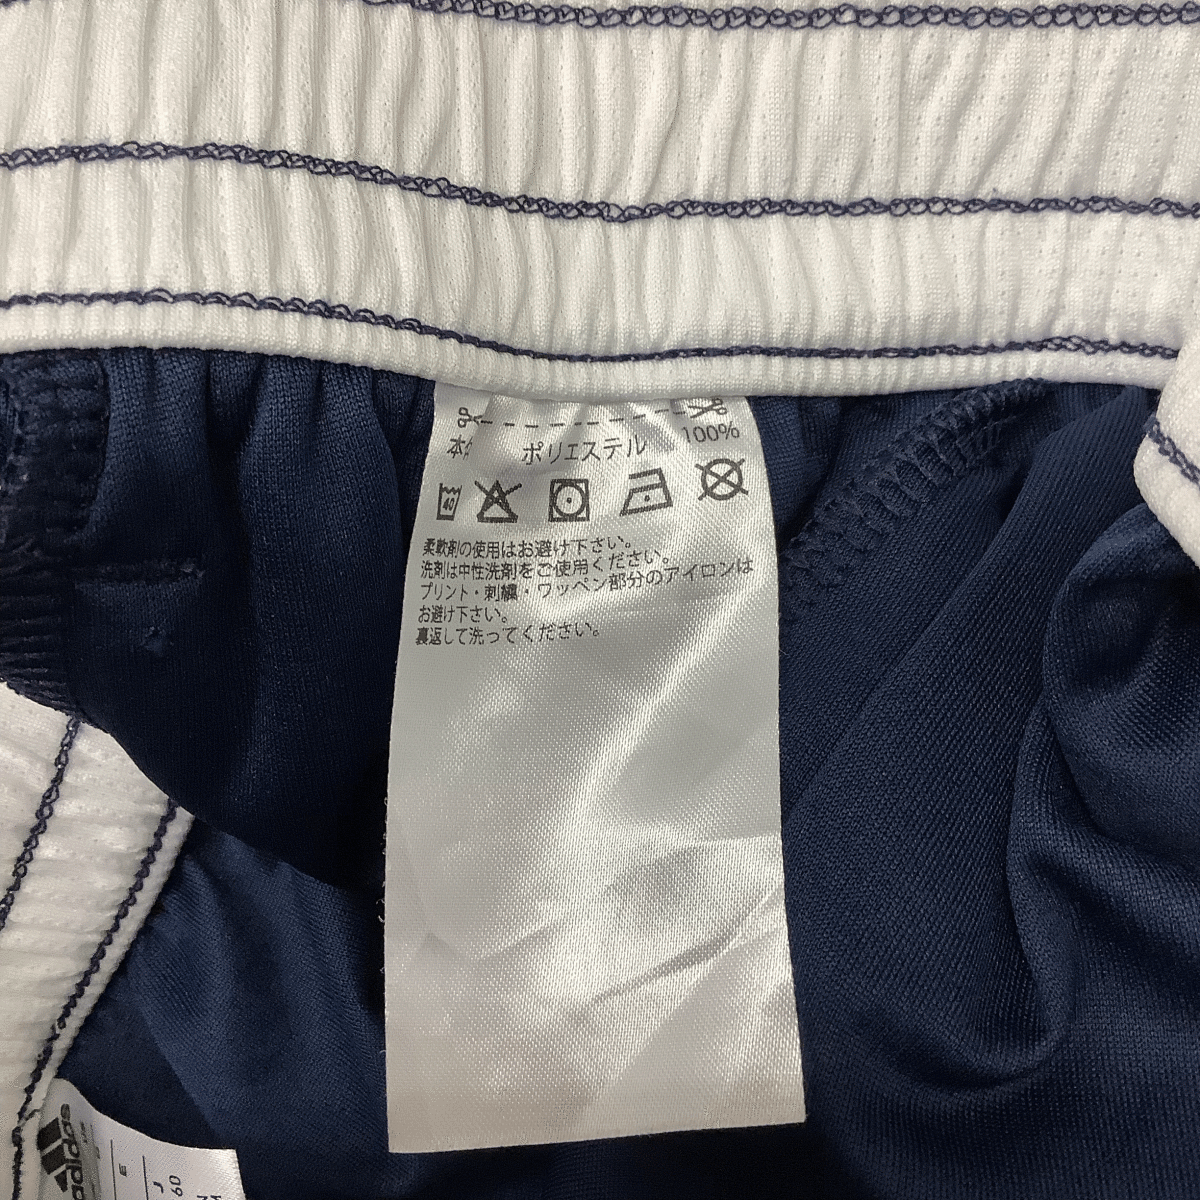 本体 ポリエステル 100%
40
柔軟剤の使用はお避け下さい。
洗剤は中性洗剤をご使用ください。
プリント・刺繍・ワッペン部分のアイロンは
お避け下さい。
裏返して洗ってください。
adidas
E
J
60